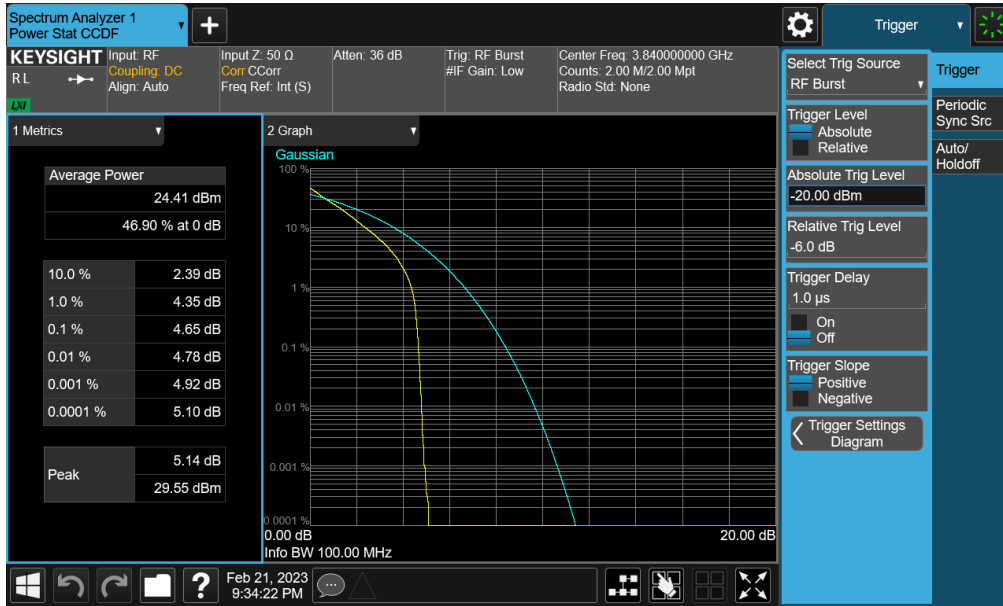 Spectrum Analyzer 1
Power Stat CCDF
Trigger
KEYSIGHT
R L
LXI
Input: RF
Coupling: DC
Align: Auto
Input Z: 50 Ω
Corr CCorr
Freq Ref: Int (S)
Atten: 36 dB
Trig: RF Burst
#IF Gain: Low
Center Freq: 3.840000000 GHz
Counts: 2.00 M/2.00 Mpt
Radio Std: None
1 Metrics
Average Power
24.41 dBm
46.90 % at 0 dB
10.0 % 2.39 dB
1.0 % 4.35 dB
0.1 % 4.65 dB
0.01 % 4.78 dB
0.001 % 4.92 dB
0.0001 % 5.10 dB
Peak
5.14 dB
29.55 dBm
2 Graph
Gaussian
100 %
10 %
1 %
0.1 %
0.01 %
0.001 %
0.0001 %
0.00 dB
20.00 dB
Info BW 100.00 MHz
Select Trig Source
RF Burst
Trigger Level
Absolute
Relative
Absolute Trig Level
-20.00 dBm
Relative Trig Level
-6.0 dB
Trigger Delay
1.0 µs
On
Off
Trigger Slope
Positive
Negative
Trigger Settings
Diagram
Trigger
Periodic
Sync Src
Auto/
Holdoff
?
Feb 21, 2023
9:34:22 PM